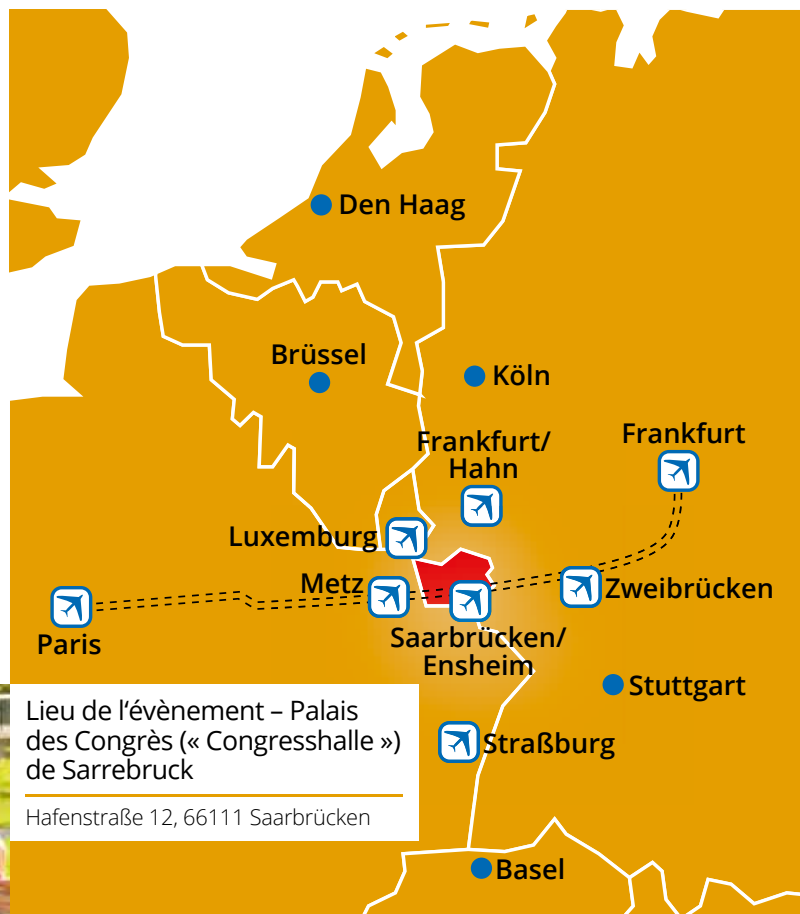 Den Haag
Brüssel
Köln
Frankfurt/
Hahn
Frankfurt
Luxemburg
Metz
Zweibrücken
Paris
Saarbrücken/
Ensheim
Stuttgart
Straßburg
Basel
Lieu de l‘évènement – Palais
des Congrès (« Congresshalle »)
de Sarrebruck
Hafenstraße 12, 66111 Saarbrücken